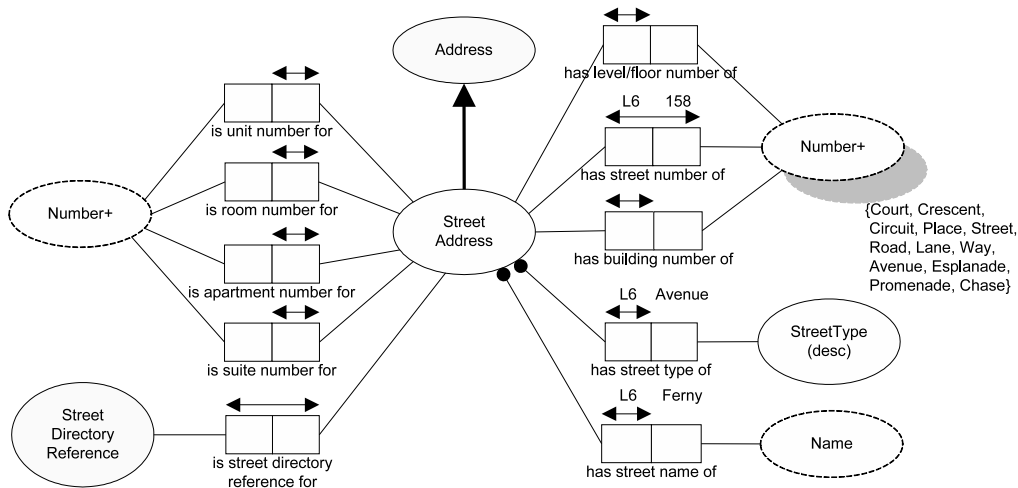 Address
has level/floor number of
L6 158
is unit number for
Number+
has street number of
is room number for
Number+
Street
Address
{Court, Crescent,
Circuit, Place, Street,
Road, Lane, Way,
Avenue, Esplanade,
Promenade, Chase}
has building number of
is apartment number for
L6 Avenue
StreetType
(desc)
is suite number for
has street type of
L6 Ferny
Street
Directory
Reference
Name
is street directory
reference for
has street name of